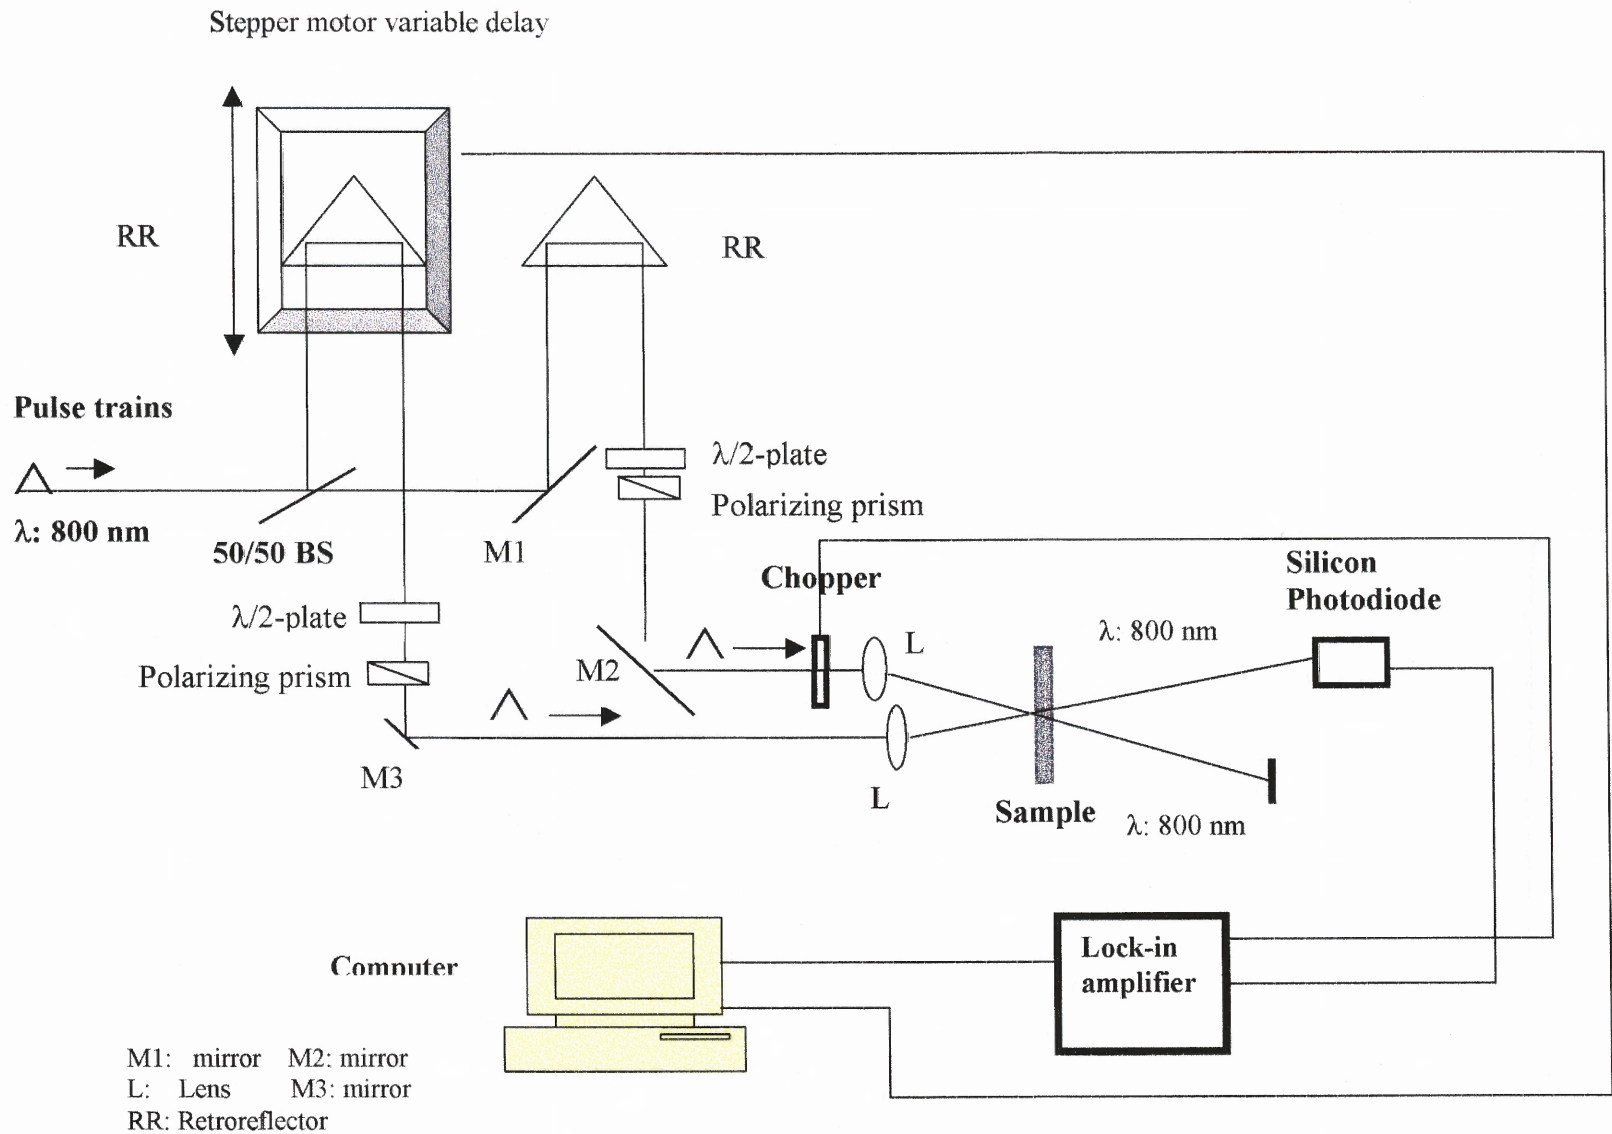 Stepper motor variable delay
RR
RR
Pulse trains
λ: 800 nm
50/50 BS
M1
λ/2-plate
Polarizing prism
λ/2-plate
Polarizing prism
M3
M2
Chopper
L
L
Sample
λ: 800 nm
λ: 800 nm
Silicon
Photodiode
Computer
Lock-in
amplifier
M1: mirror M2: mirror
L: Lens M3: mirror
RR: Retroreflector